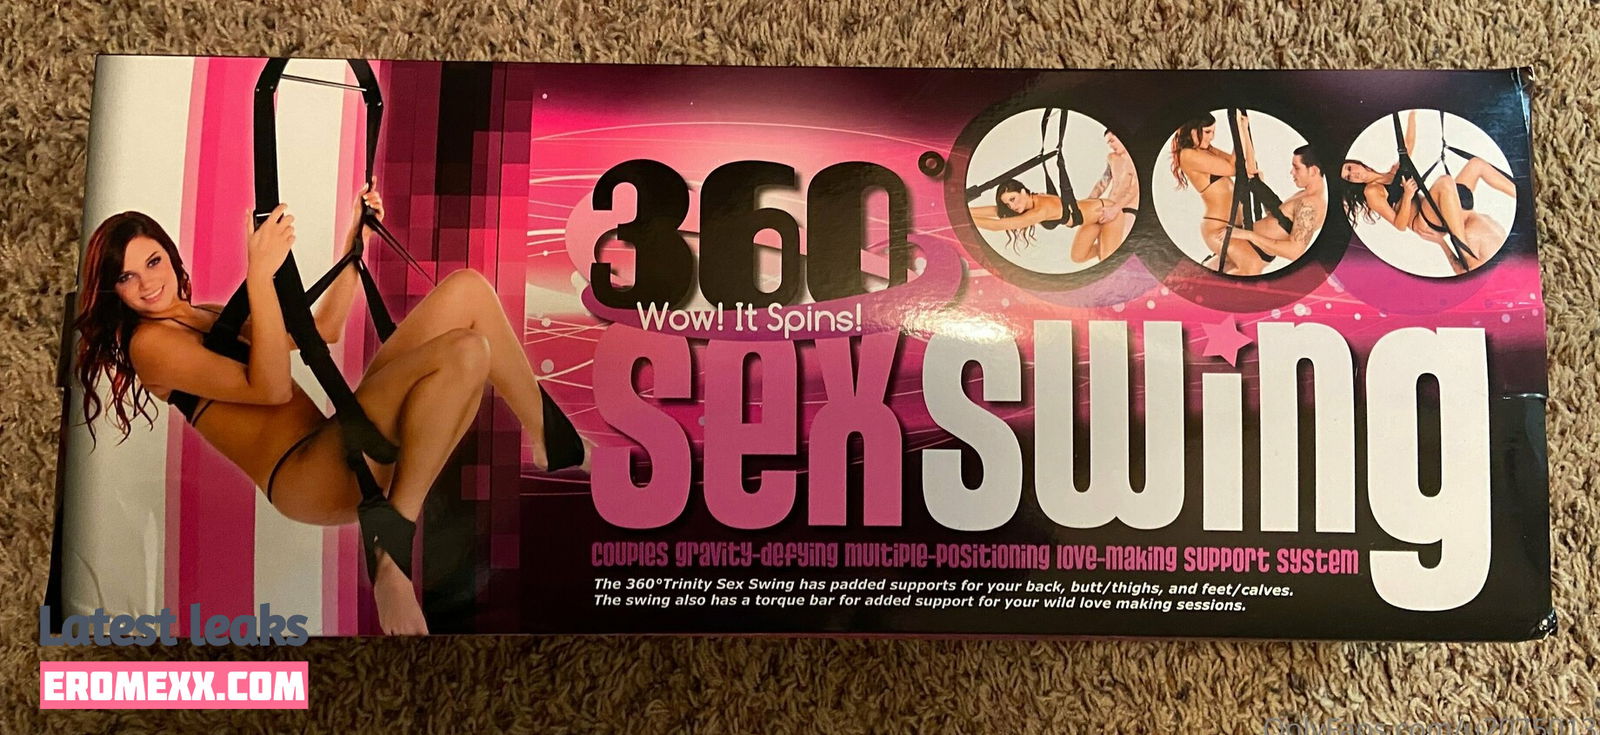 360°
Wow! It Spins!
sexswing
couples gravity-defying multiple-positioning love-making support system
The 360°Trinity Sex Swing has padded supports for your back, butt/thighs, and feet/calves.
The swing also has a torque bar for added support for your wild love making sessions.
Latest leaks
EROMEXX.COM